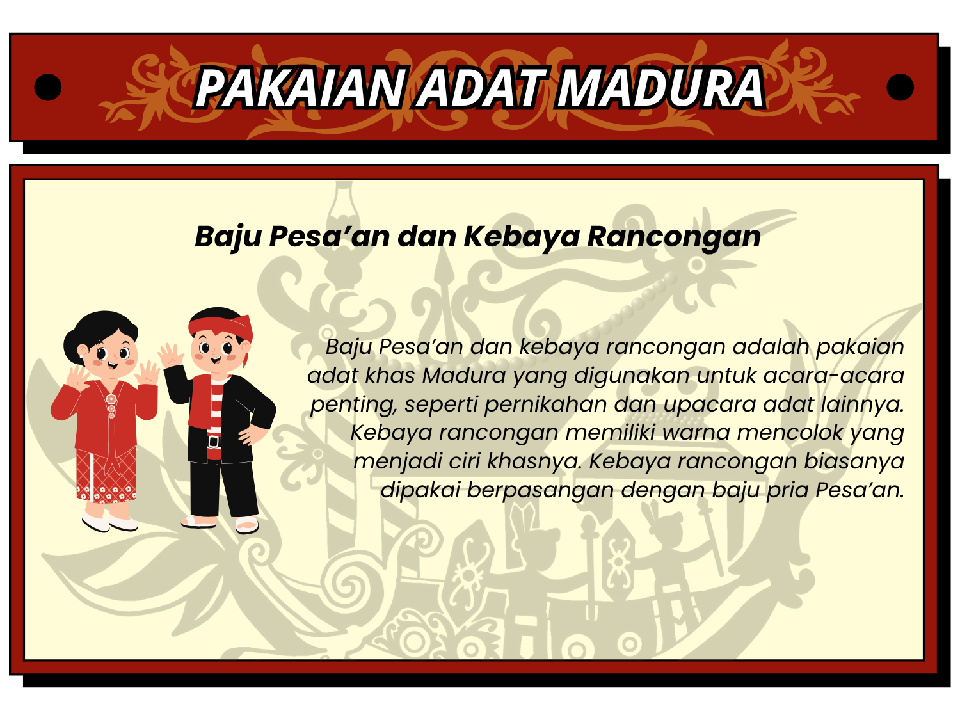 PAKAIAN ADAT MADURA
Baju Pesa’an dan Kebaya Rancongan
Baju Pesa’an dan kebaya rancongan adalah pakaian
adat khas Madura yang digunakan untuk acara-acara
penting, seperti pernikahan dan upacara adat lainnya.
Kebaya rancongan memiliki warna mencolok yang
menjadi ciri khasnya. Kebaya rancongan biasanya
dipakai berpasangan dengan baju pria Pesa’an.